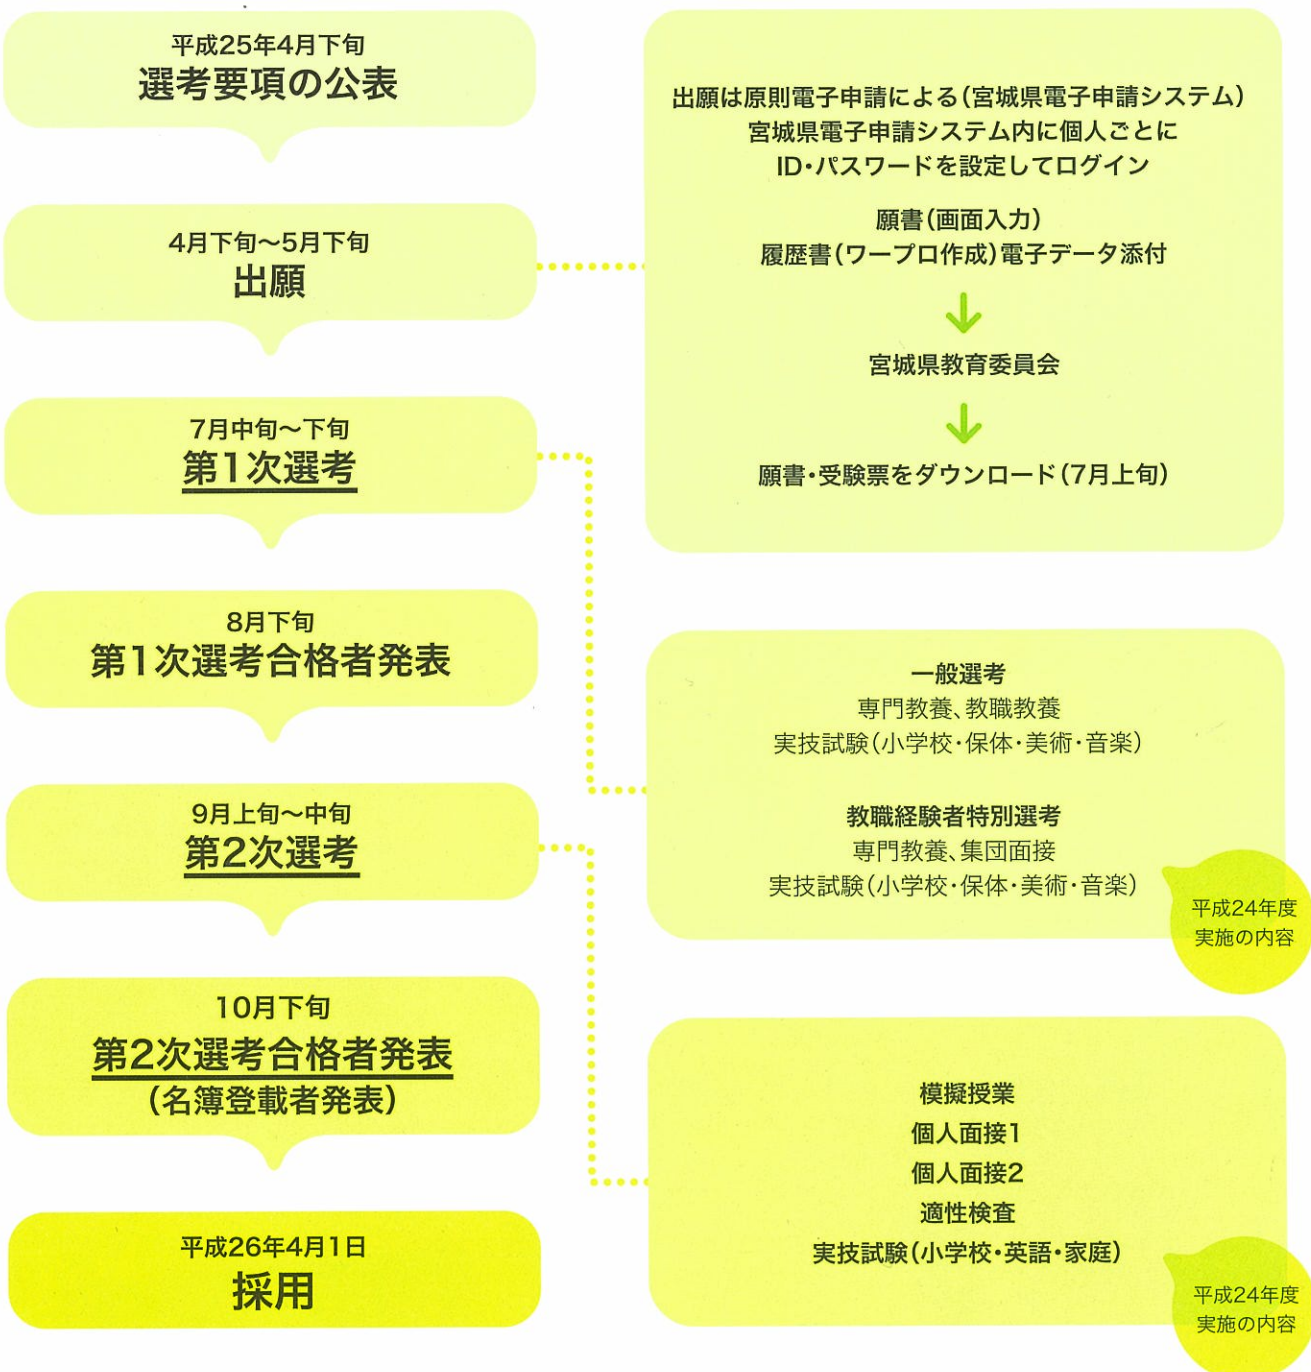 平成25年4月下旬
選考要項の公表
4月下旬～5月下旬
出願
7月中旬～下旬
第1次選考
8月下旬
第1次選考合格者発表
9月上旬～中旬
第2次選考
10月下旬
第2次選考合格者発表
（名簿登載者発表）
平成26年4月1日
採用
出願は原則電子申請による（宮城県電子申請システム）
宮城県電子申請システム内に個人ごとに
ID・パスワードを設定してログイン
願書（画面入力）
履歴書（ワープロ作成）電子データ添付
宮城県教育委員会
願書・受験票をダウンロード（7月上旬）
一般選考
専門教養、教職教養
実技試験（小学校・保体・美術・音楽）
教職経験者特別選考
専門教養、集団面接
実技試験（小学校・保体・美術・音楽）
平成24年度
実施の内容
模擬授業
個人面接1
個人面接2
適性検査
実技試験（小学校・英語・家庭）
平成24年度
実施の内容